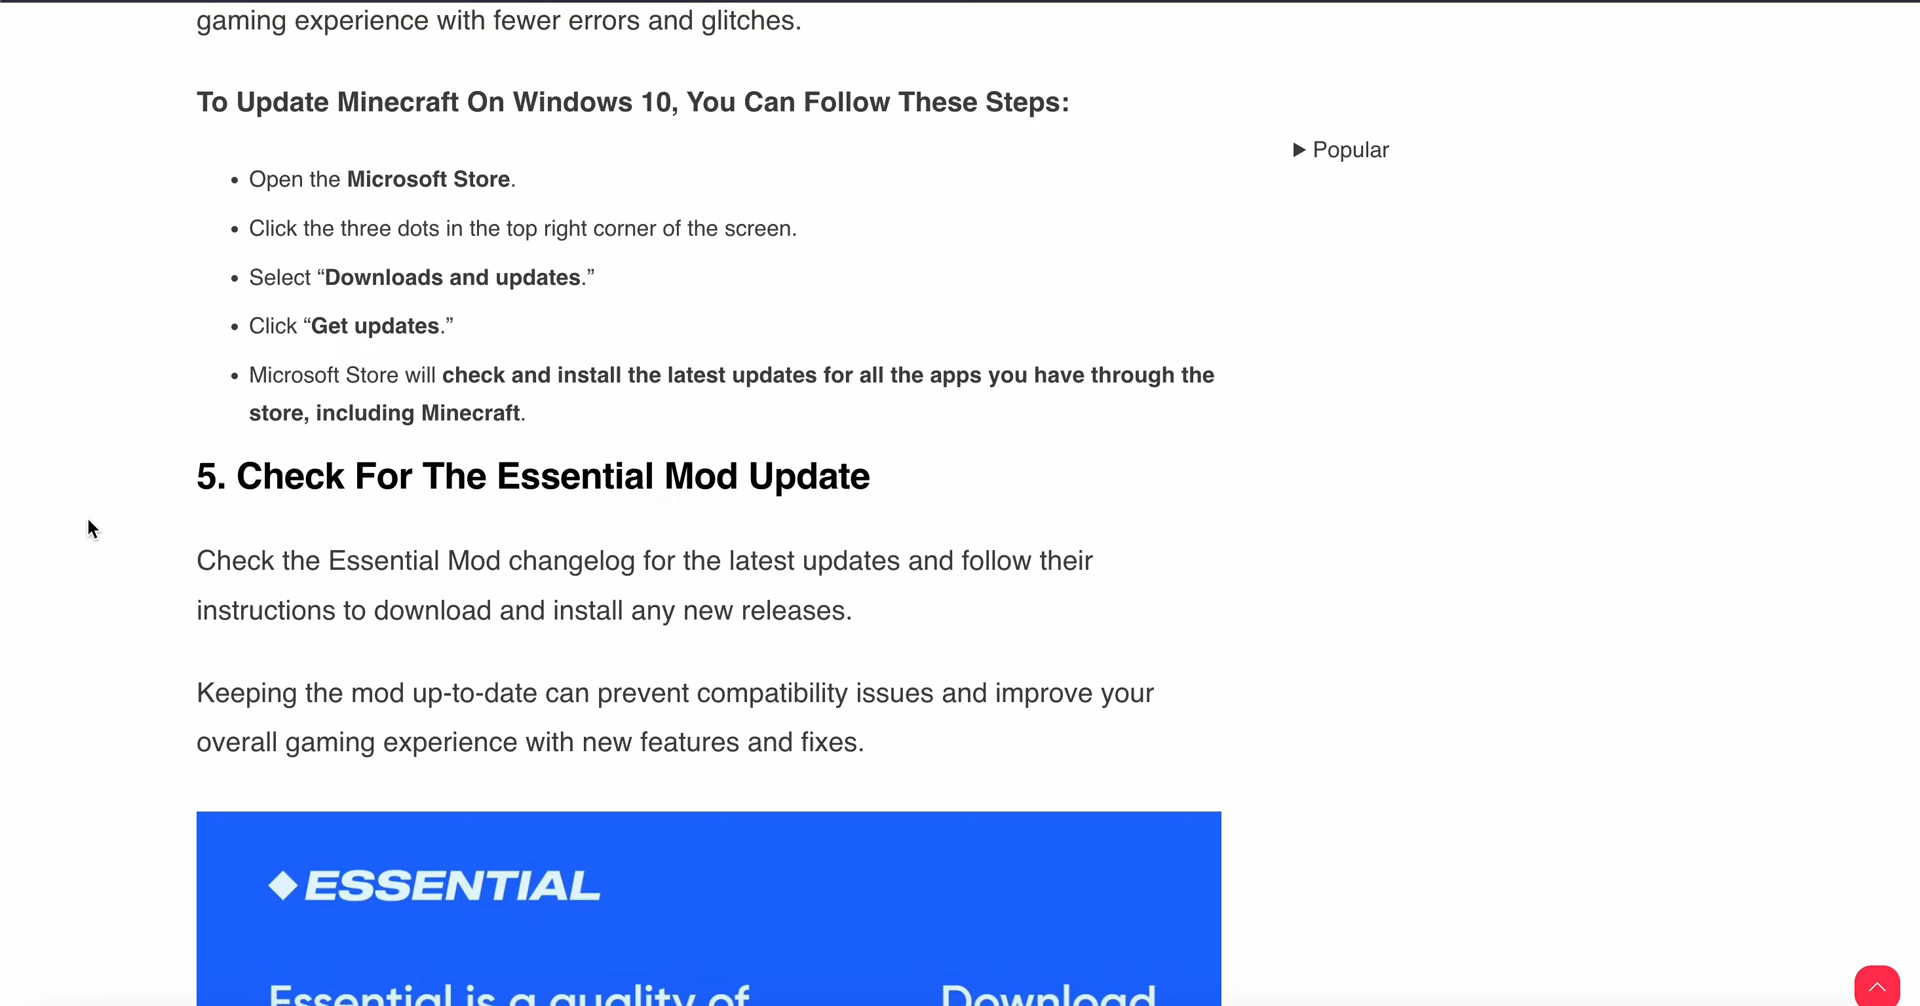 gaming experience with fewer errors and glitches.
To Update Minecraft On Windows 10, You Can Follow These Steps:
▶ Popular
• Open the Microsoft Store.
• Click the three dots in the top right corner of the screen.
• Select “Downloads and updates.”
• Click “Get updates.”
• Microsoft Store will check and install the latest updates for all the apps you have through the
store, including Minecraft.
5. Check For The Essential Mod Update
Check the Essential Mod changelog for the latest updates and follow their
instructions to download and install any new releases.
Keeping the mod up-to-date can prevent compatibility issues and improve your
overall gaming experience with new features and fixes.
ESSENTIAL
Essential is a quality of
Download